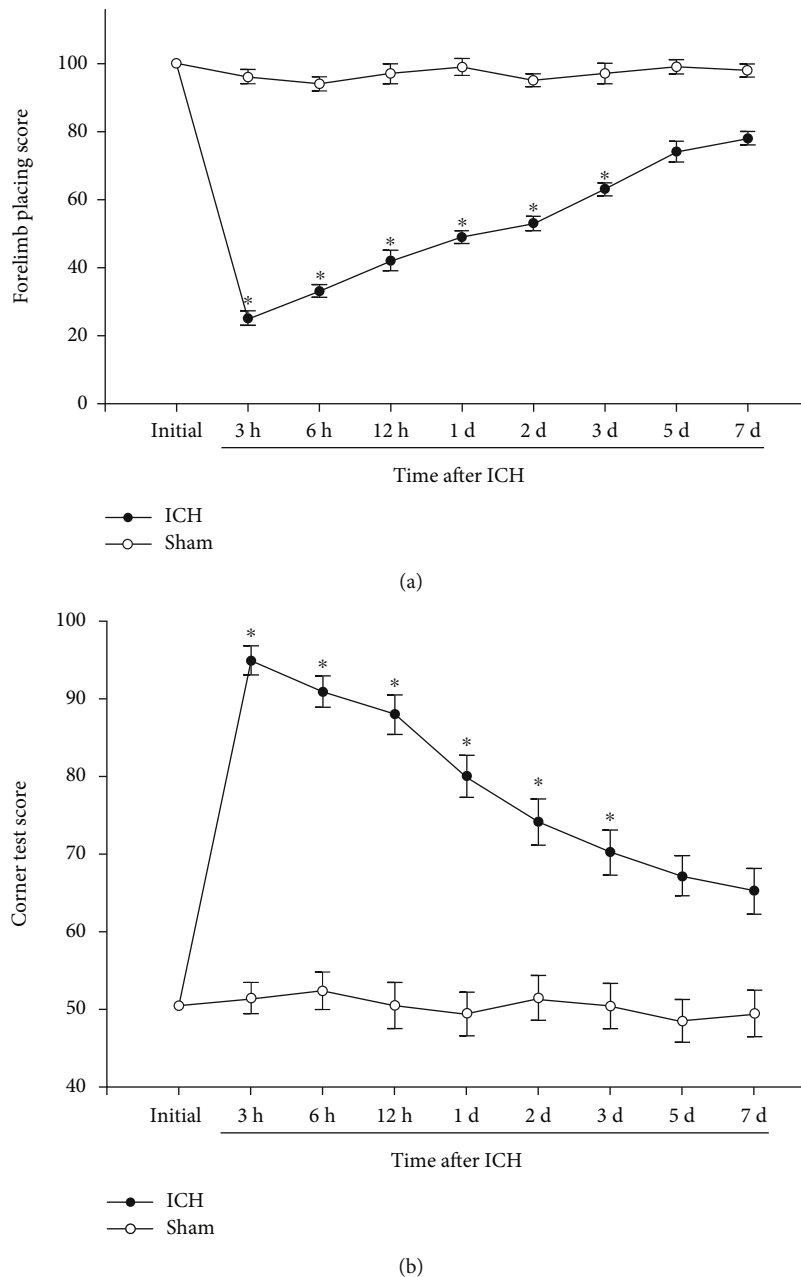 100
80
60
40
20
0
Forelimb placing score
* * * * * *
Initial 3 h 6 h 12 h 1 d 2 d 3 d 5 d 7 d
Time after ICH
ICH
Sham
(a)
100
90
80
70
60
50
40
Corner test score
* * * * * *
Initial 3 h 6 h 12 h 1 d 2 d 3 d 5 d 7 d
Time after ICH
ICH
Sham
(b)